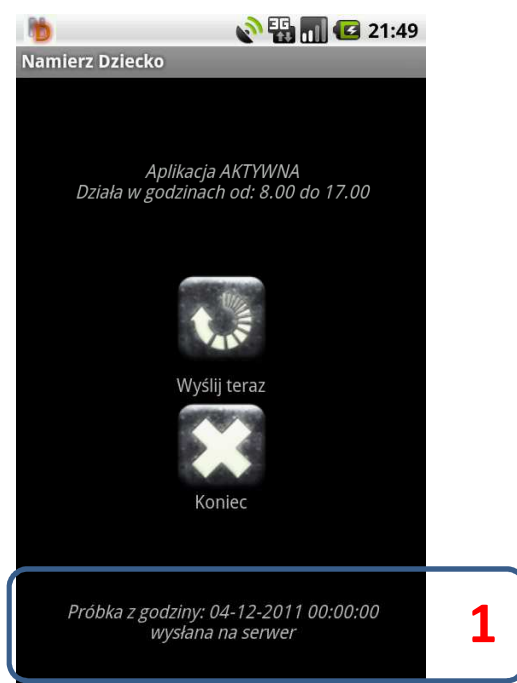 3G 21:49
Namierz Dziecko
Aplikacja AKTYWNA
Działa w godzinach od: 8.00 do 17.00
Wyślij teraz
Koniec
Próbka z godziny: 04-12-2011 00:00:00
wysłana na serwer
1